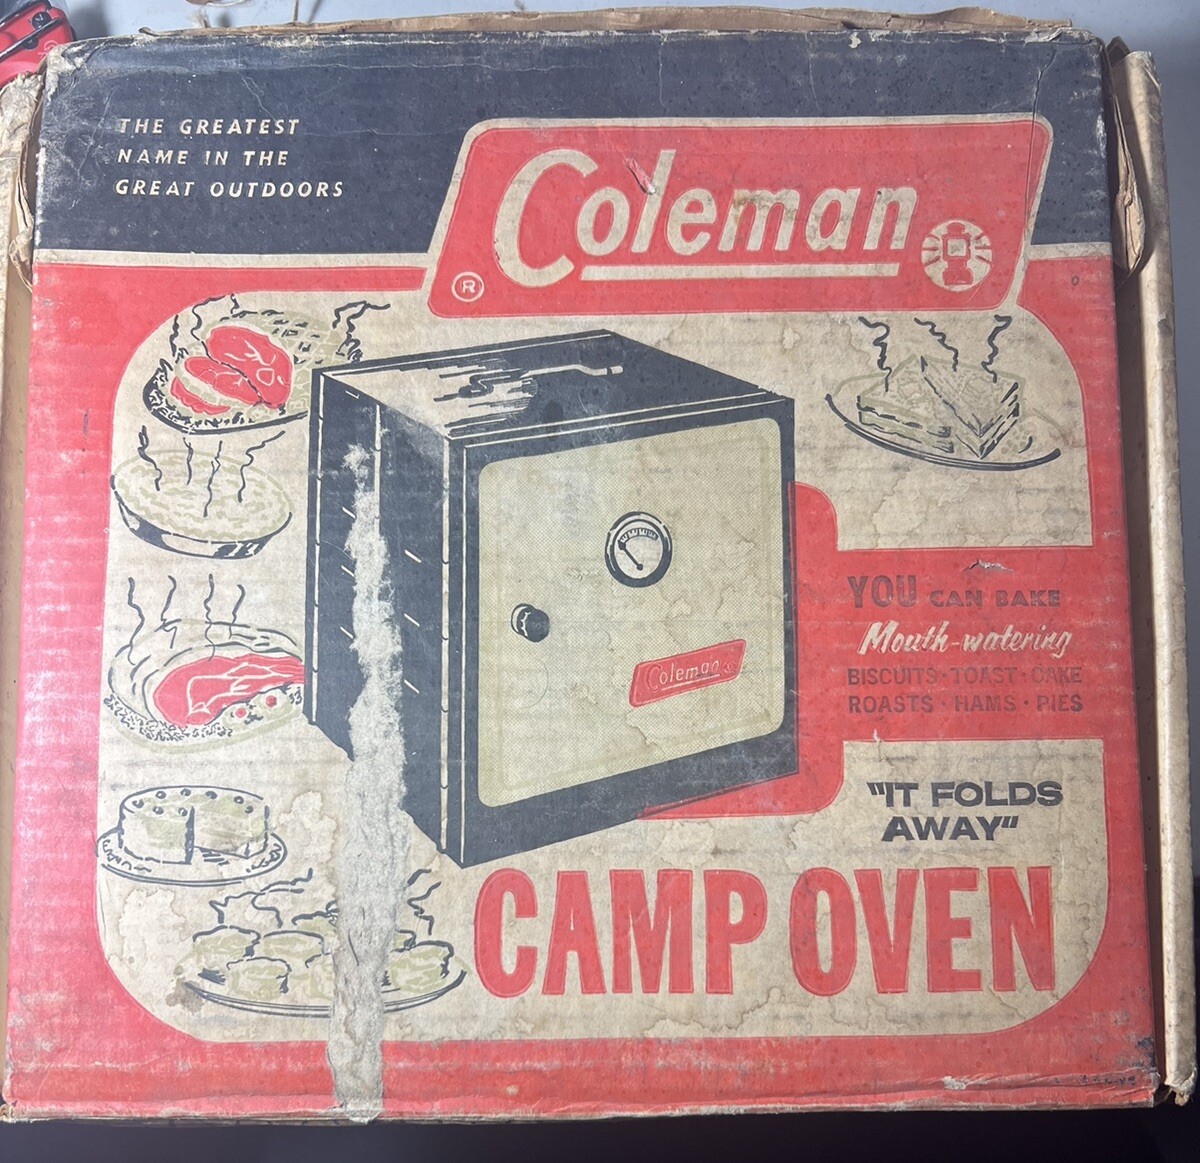 THE GREATEST
NAME IN THE
GREAT OUTDOORS
Coleman
®
YOU CAN BAKE
Mouth-watering
BISCUITS · TOAST · CAKE
ROASTS · HAMS · PIES
Coleman
"IT FOLDS
AWAY"
CAMP OVEN